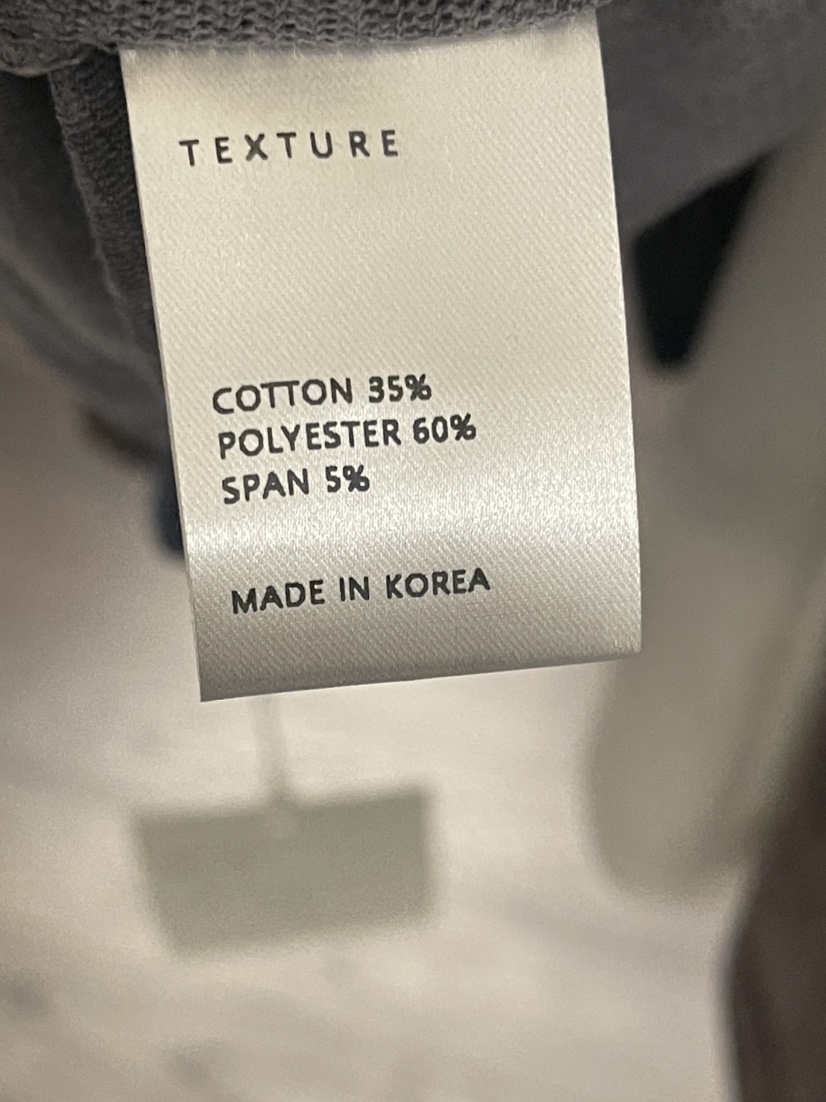 TEXTURE
COTTON 35%
POLYESTER 60%
SPAN 5%
MADE IN KOREA